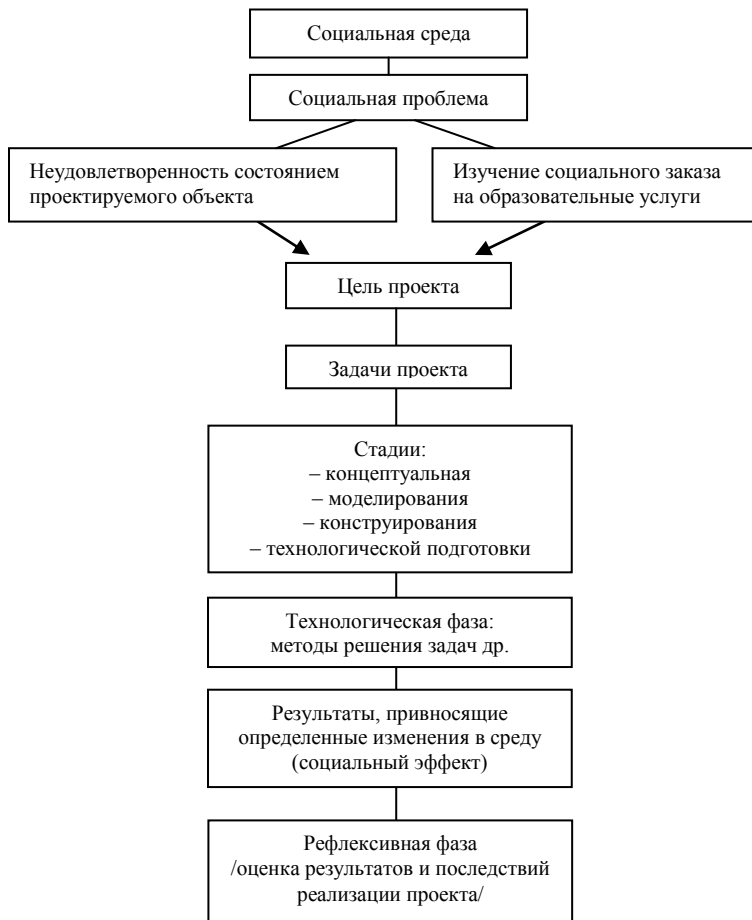 Социальная среда
Социальная проблема
Неудовлетворенность состоянием
проектируемого объекта
Изучение социального заказа
на образовательные услуги
Цель проекта
Задачи проекта
Стадии:
– концептуальная
– моделирования
– конструирования
– технологической подготовки
Технологическая фаза:
методы решения задач др.
Результаты, привносящие
определенные изменения в среду
(социальный эффект)
Рефлексивная фаза
/оценка результатов и последствий
реализации проекта/